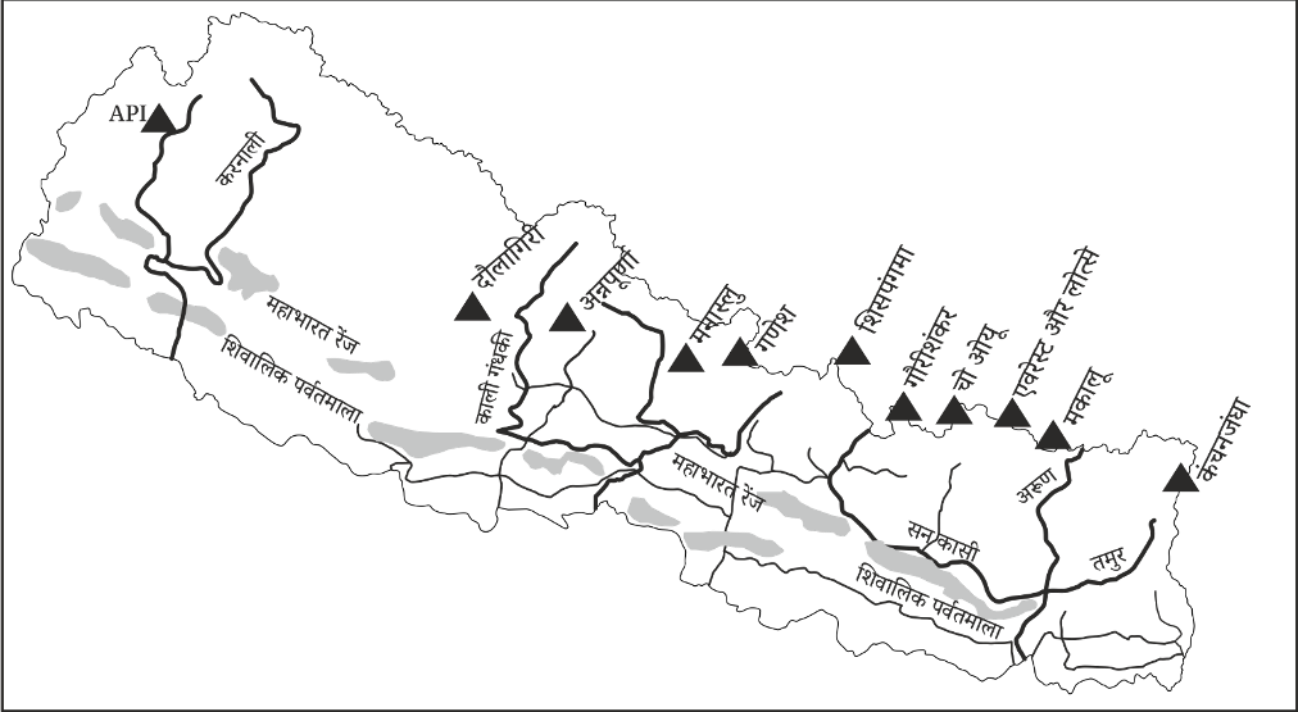 API
करनाली
दौलागिरी
अन्नपूर्णा
मनास्लु
गणेश
शिसपंगमा
गौरीशंकर
चो ओयू
एवरेस्ट और लोत्से
मकालू
कंचनजंघा
महाभारत रेंज
शिवालिक पर्वतमाला
काली गंधकी
महाभारत रेंज
अरूण
सन कासी
तमुर
शिवालिक पर्वतमाला